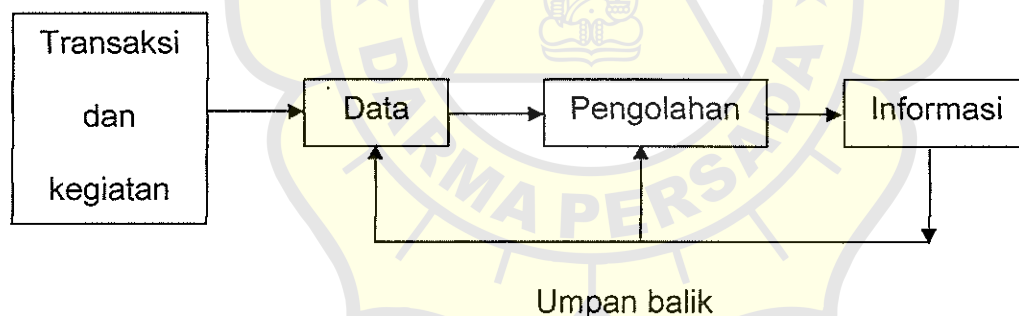 Transaksi
dan
kegiatan
Data
Pengolahan
Informasi
Umpan balik
DARMA PERSADA